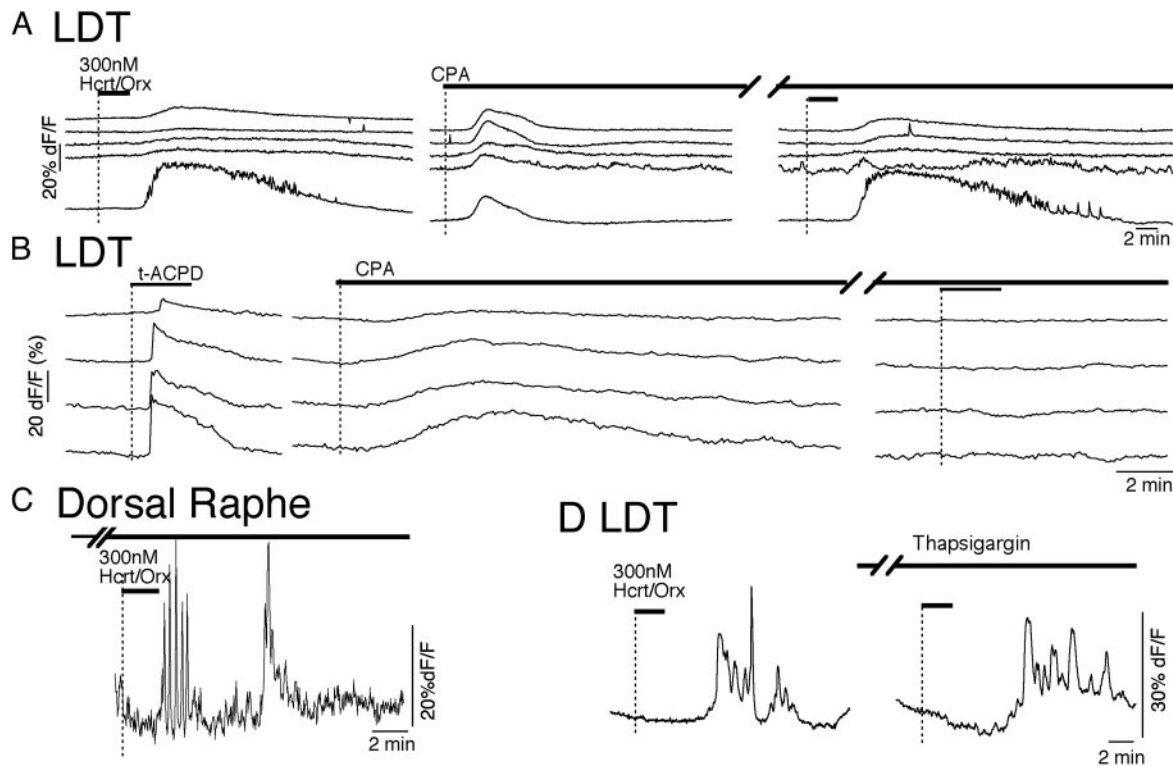 A LDT
300nM
Hcrt/Orx
CPA
20% dF/F
2 min
B LDT
t-ACPD
CPA
20 dF/F (%)
2 min
C Dorsal Raphe
300nM
Hcrt/Orx
20%dF/F
2 min
D LDT
300nM
Hcrt/Orx
Thapsigargin
30% dF/F
2 min